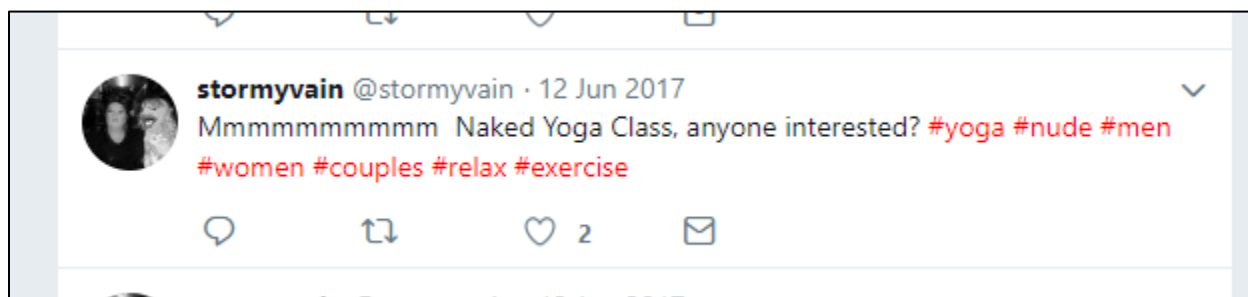 stormyvain @stormyvain · 12 Jun 2017
Mmmmmmmmmm  Naked Yoga Class, anyone interested? #yoga #nude #men
#women #couples #relax #exercise
2